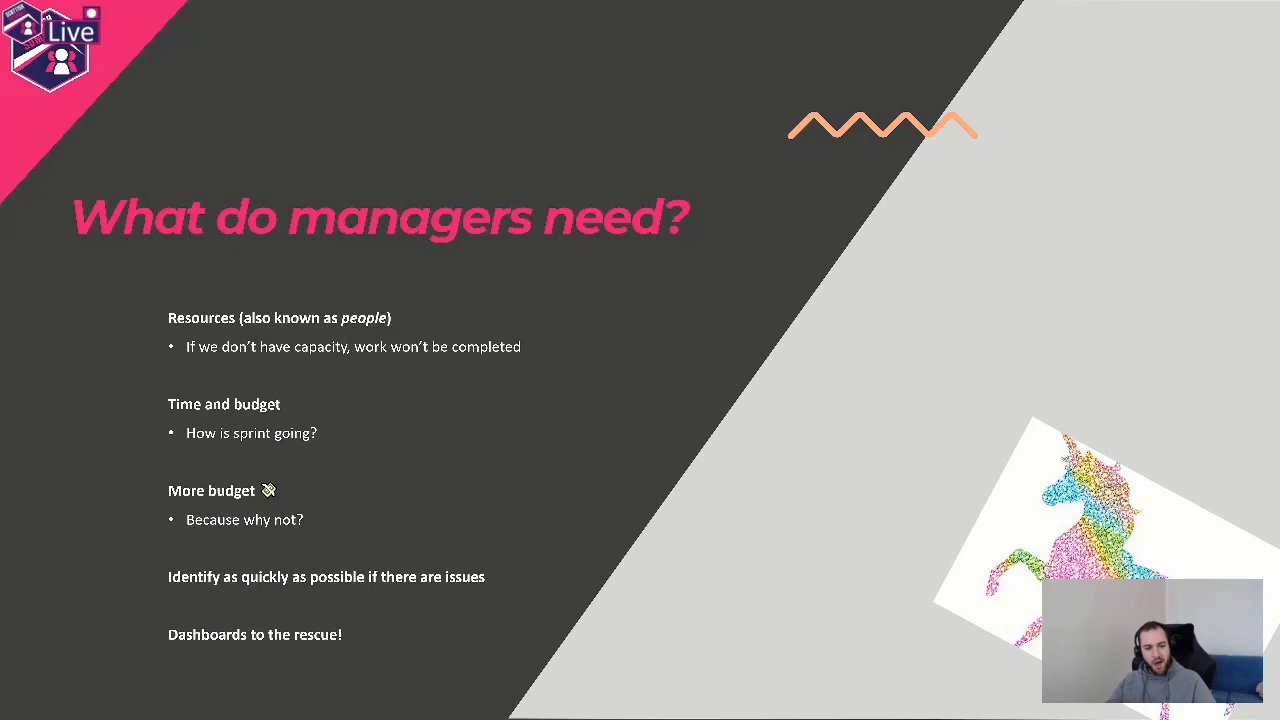 Live
What do managers need?
Resources (also known as people)
• If we don't have capacity, work won't be completed
Time and budget
• How is sprint going?
More budget 💸
• Because why not?
Identify as quickly as possible if there are issues
Dashboards to the rescue!